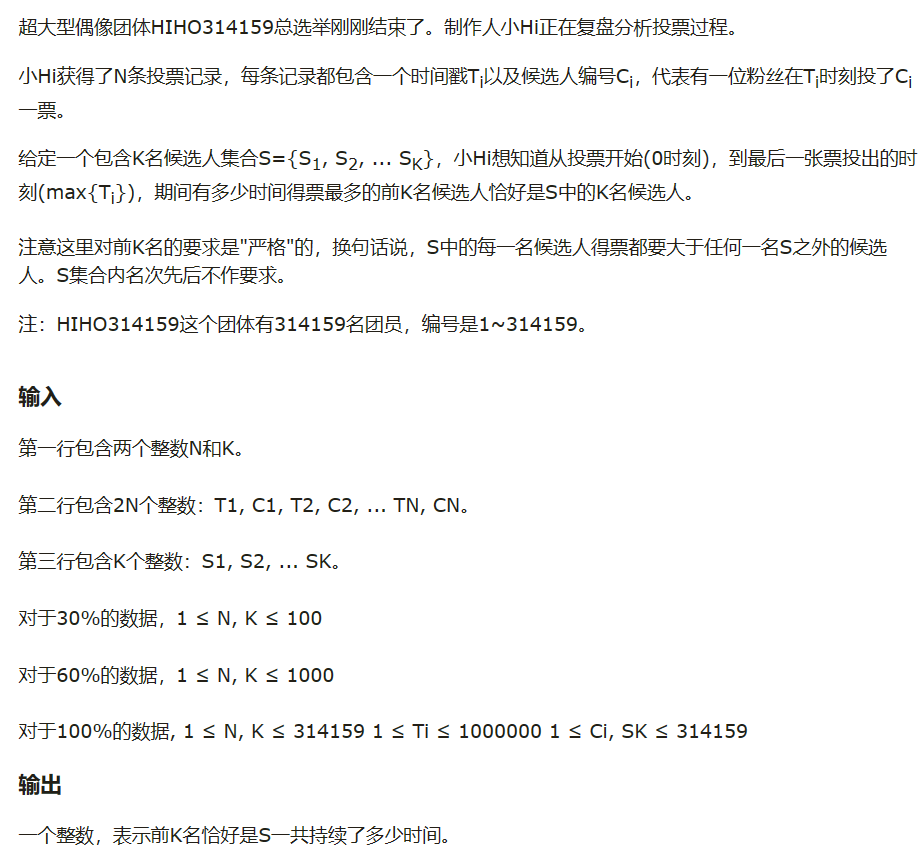 超大型偶像团体HIHO314159总选举刚刚结束了。制作人小Hi正在复盘分析投票过程。
小Hi获得了N条投票记录，每条记录都包含一个时间戳Ti以及候选人编号Ci，代表有一位粉丝在Ti时刻投了Ci
一票。
给定一个包含K名候选人集合S={S1, S2, ... SK}，小Hi想知道从投票开始(0时刻)，到最后一张票投出的时
刻(max{Ti})，期间有多少时间得票最多的前K名候选人恰好是S中的K名候选人。
注意这里对前K名的要求是"严格"的，换句话说，S中的每一名候选人得票都要大于任何一名S之外的候选
人。S集合内名次先后不作要求。
注：HIHO314159这个团体有314159名团员，编号是1~314159。
输入
第一行包含两个整数N和K。
第二行包含2N个整数：T1, C1, T2, C2, ... TN, CN。
第三行包含K个整数：S1, S2, ... SK。
对于30%的数据，1 ≤ N, K ≤ 100
对于60%的数据，1 ≤ N, K ≤ 1000
对于100%的数据, 1 ≤ N, K ≤ 314159 1 ≤ Ti ≤ 1000000 1 ≤ Ci, SK ≤ 314159
输出
一个整数，表示前K名恰好是S一共持续了多少时间。